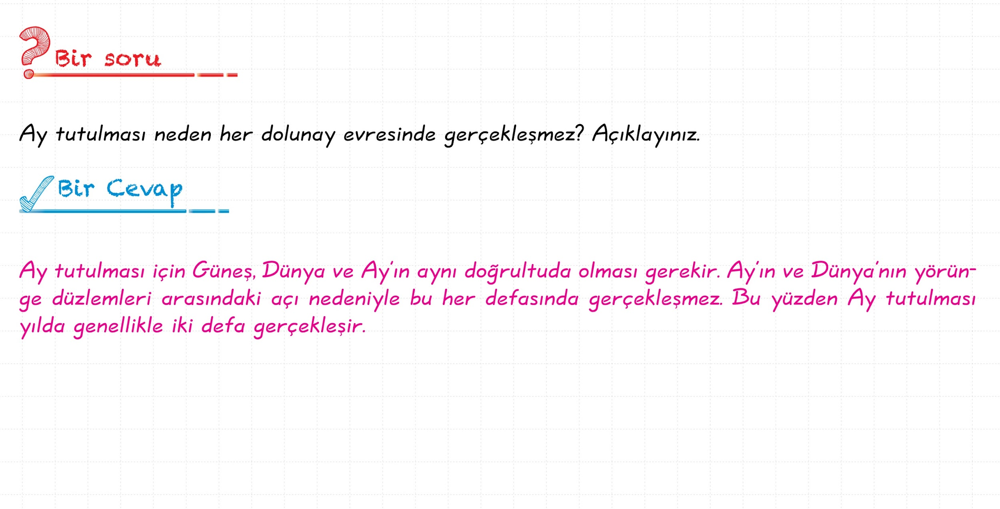 Bir soru
Ay tutulması neden her dolunay evresinde gerçekleşmez? Açıklayınız.
Bir Cevap
Ay tutulması için Güneş, Dünya ve Ay'ın aynı doğrultuda olması gerekir. Ay'ın ve Dünya'nın yörün-
ge düzlemleri arasındaki açı nedeniyle bu her defasında gerçekleşmez. Bu yüzden Ay tutulması
yılda genellikle iki defa gerçekleşir.